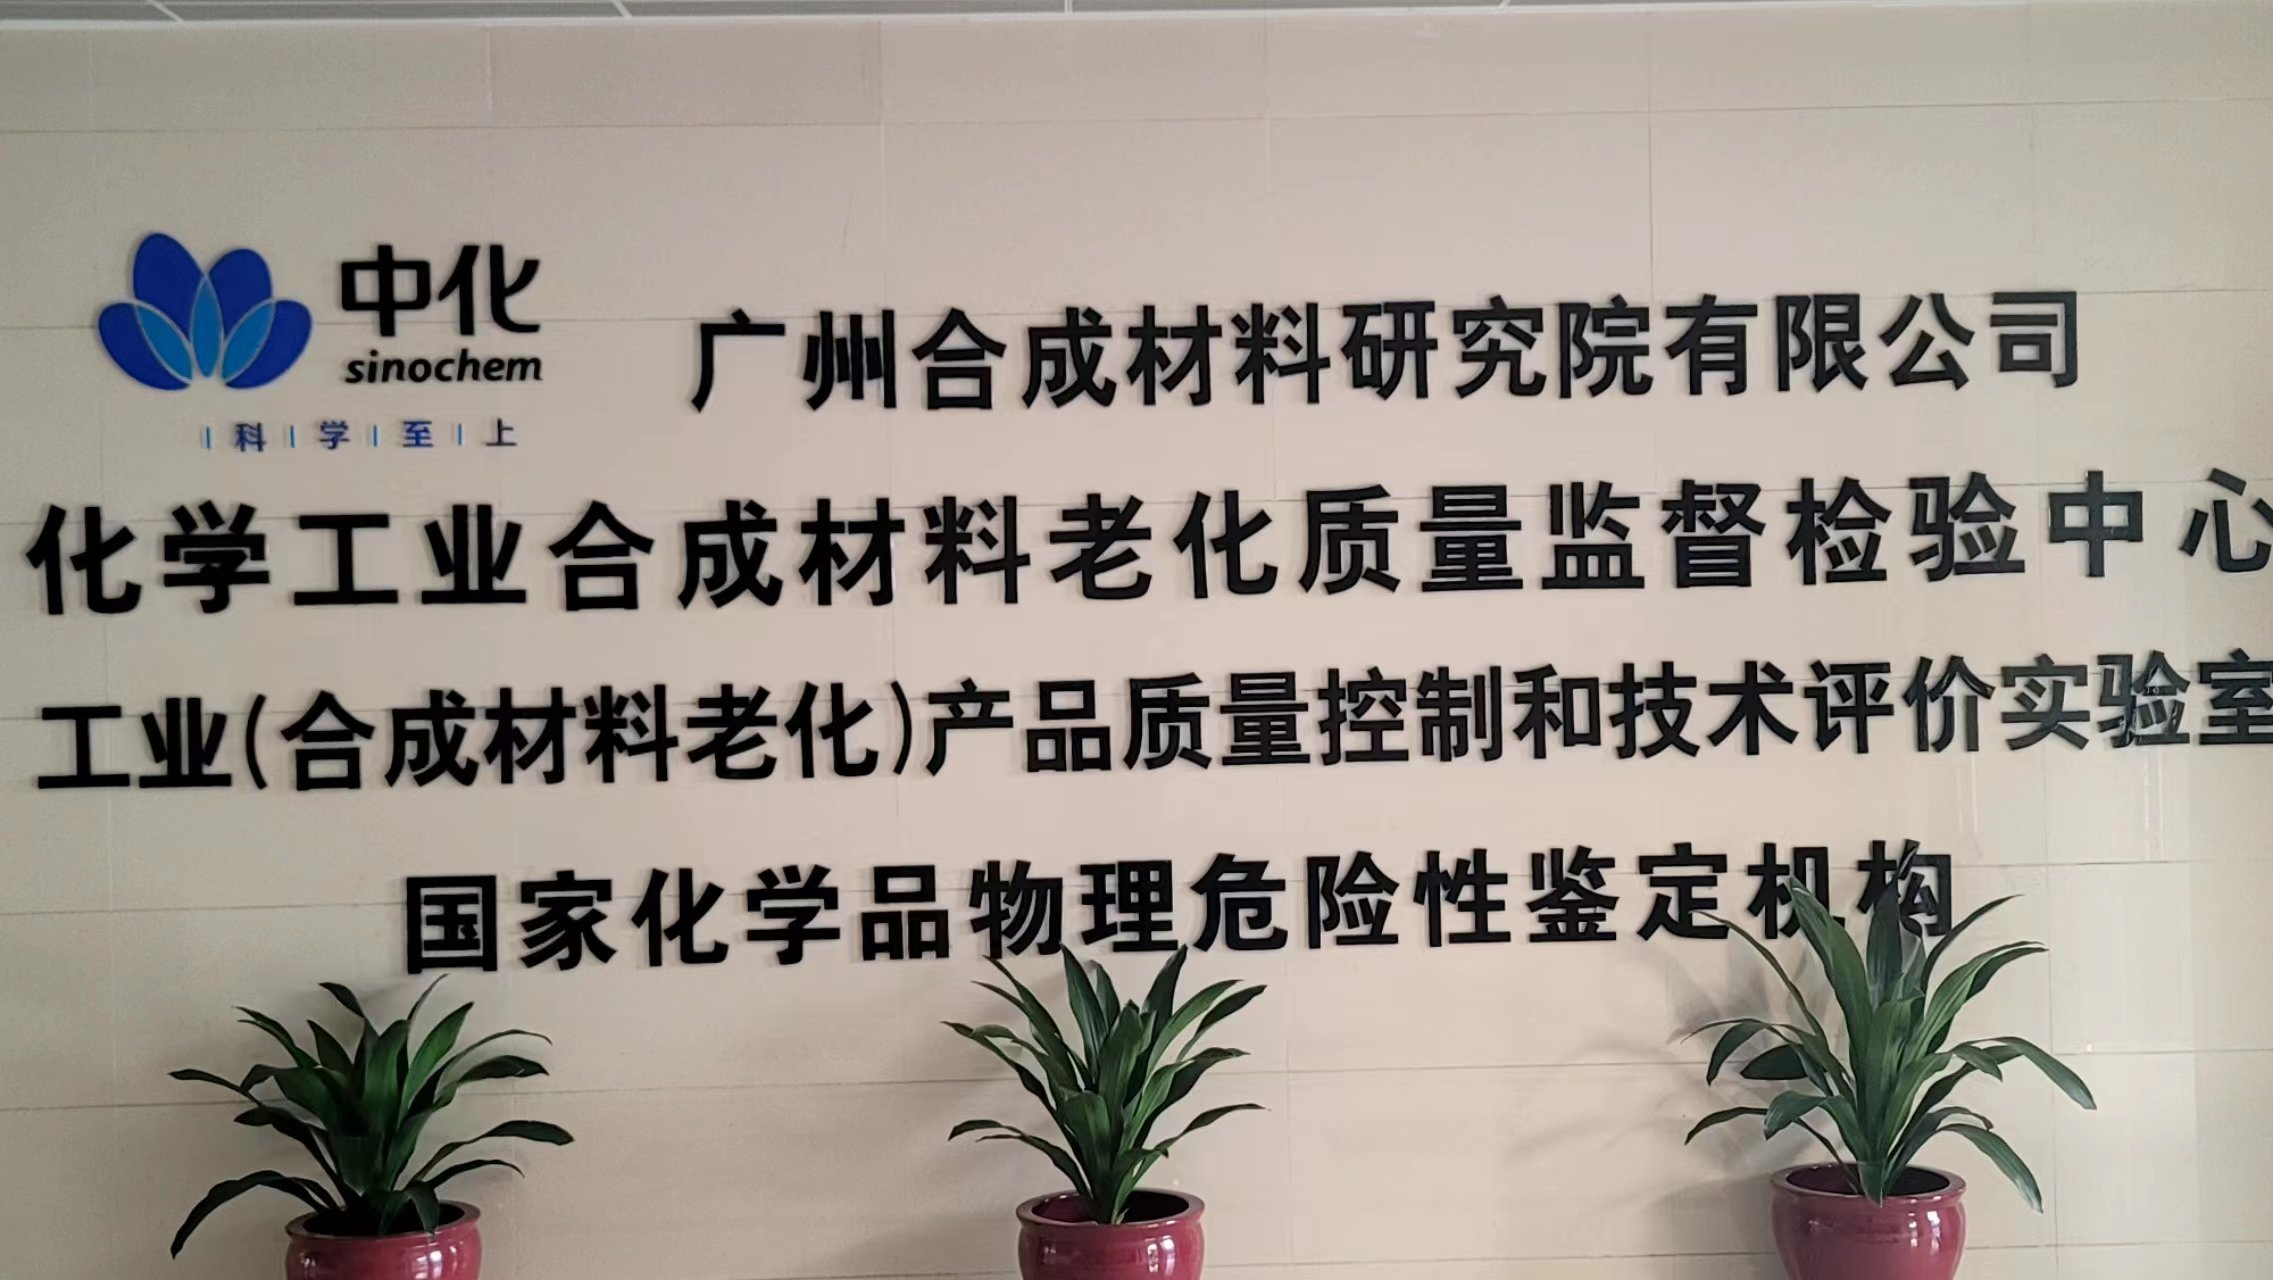 中化
sinochem
科学至上
广州合成材料研究院有限公司
化学工业合成材料老化质量监督检验中心
工业(合成材料老化)产品质量控制和技术评价实验室
国家化学品物理危险性鉴定机构